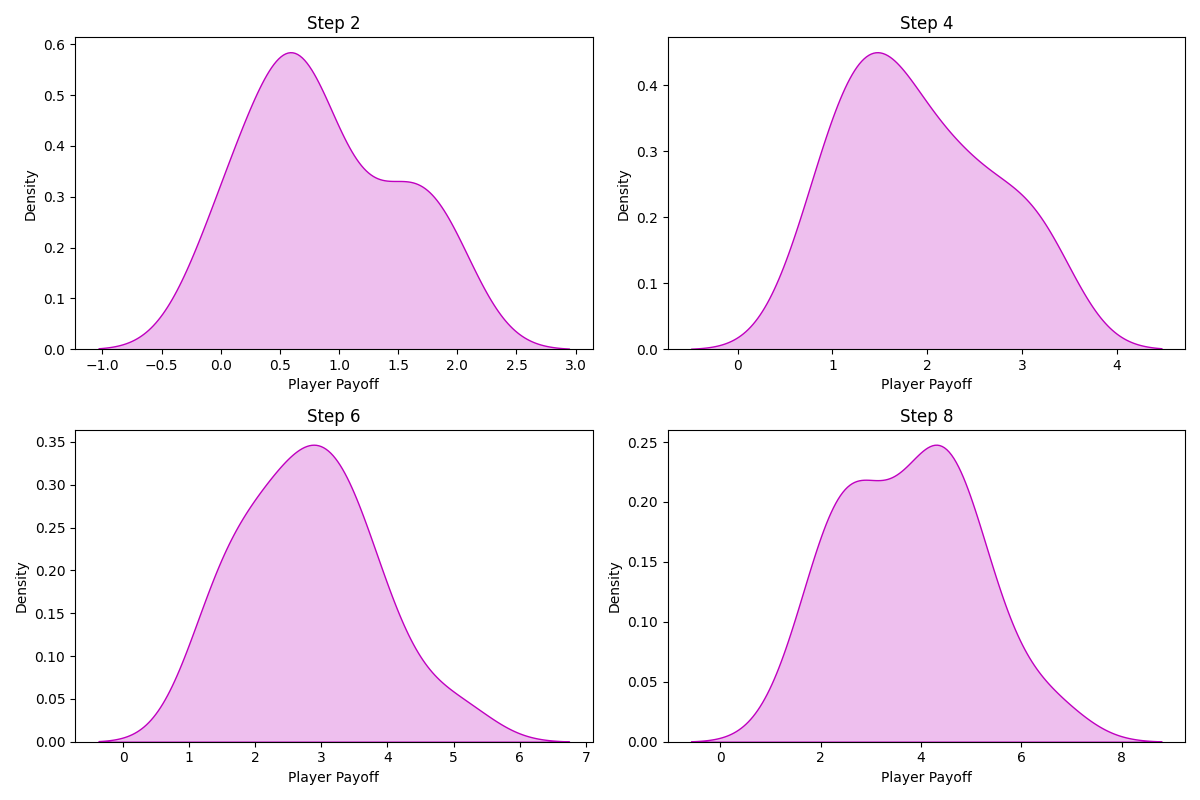 Step 2
Density
0.6
0.5
0.4
0.3
0.2
0.1
0.0
−1.0 −0.5 0.0 0.5 1.0 1.5 2.0 2.5 3.0
Player Payoff
Step 4
Density
0.4
0.3
0.2
0.1
0.0
0 1 2 3 4
Player Payoff
Step 6
Density
0.35
0.30
0.25
0.20
0.15
0.10
0.05
0.00
0 1 2 3 4 5 6 7
Player Payoff
Step 8
Density
0.25
0.20
0.15
0.10
0.05
0.00
0 2 4 6 8
Player Payoff